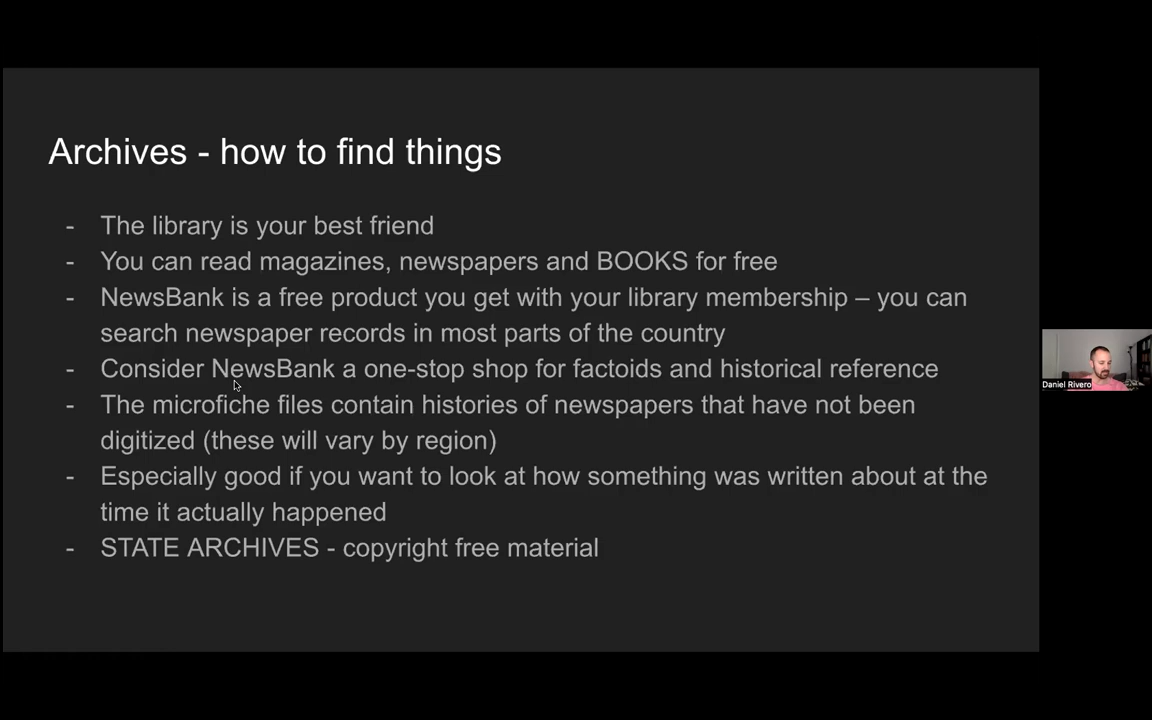 Archives - how to find things
- The library is your best friend
- You can read magazines, newspapers and BOOKS for free
- NewsBank is a free product you get with your library membership – you can
search newspaper records in most parts of the country
- Consider NewsBank a one-stop shop for factoids and historical reference
- The microfiche files contain histories of newspapers that have not been
digitized (these will vary by region)
- Especially good if you want to look at how something was written about at the
time it actually happened
- STATE ARCHIVES - copyright free material
Daniel Rivero